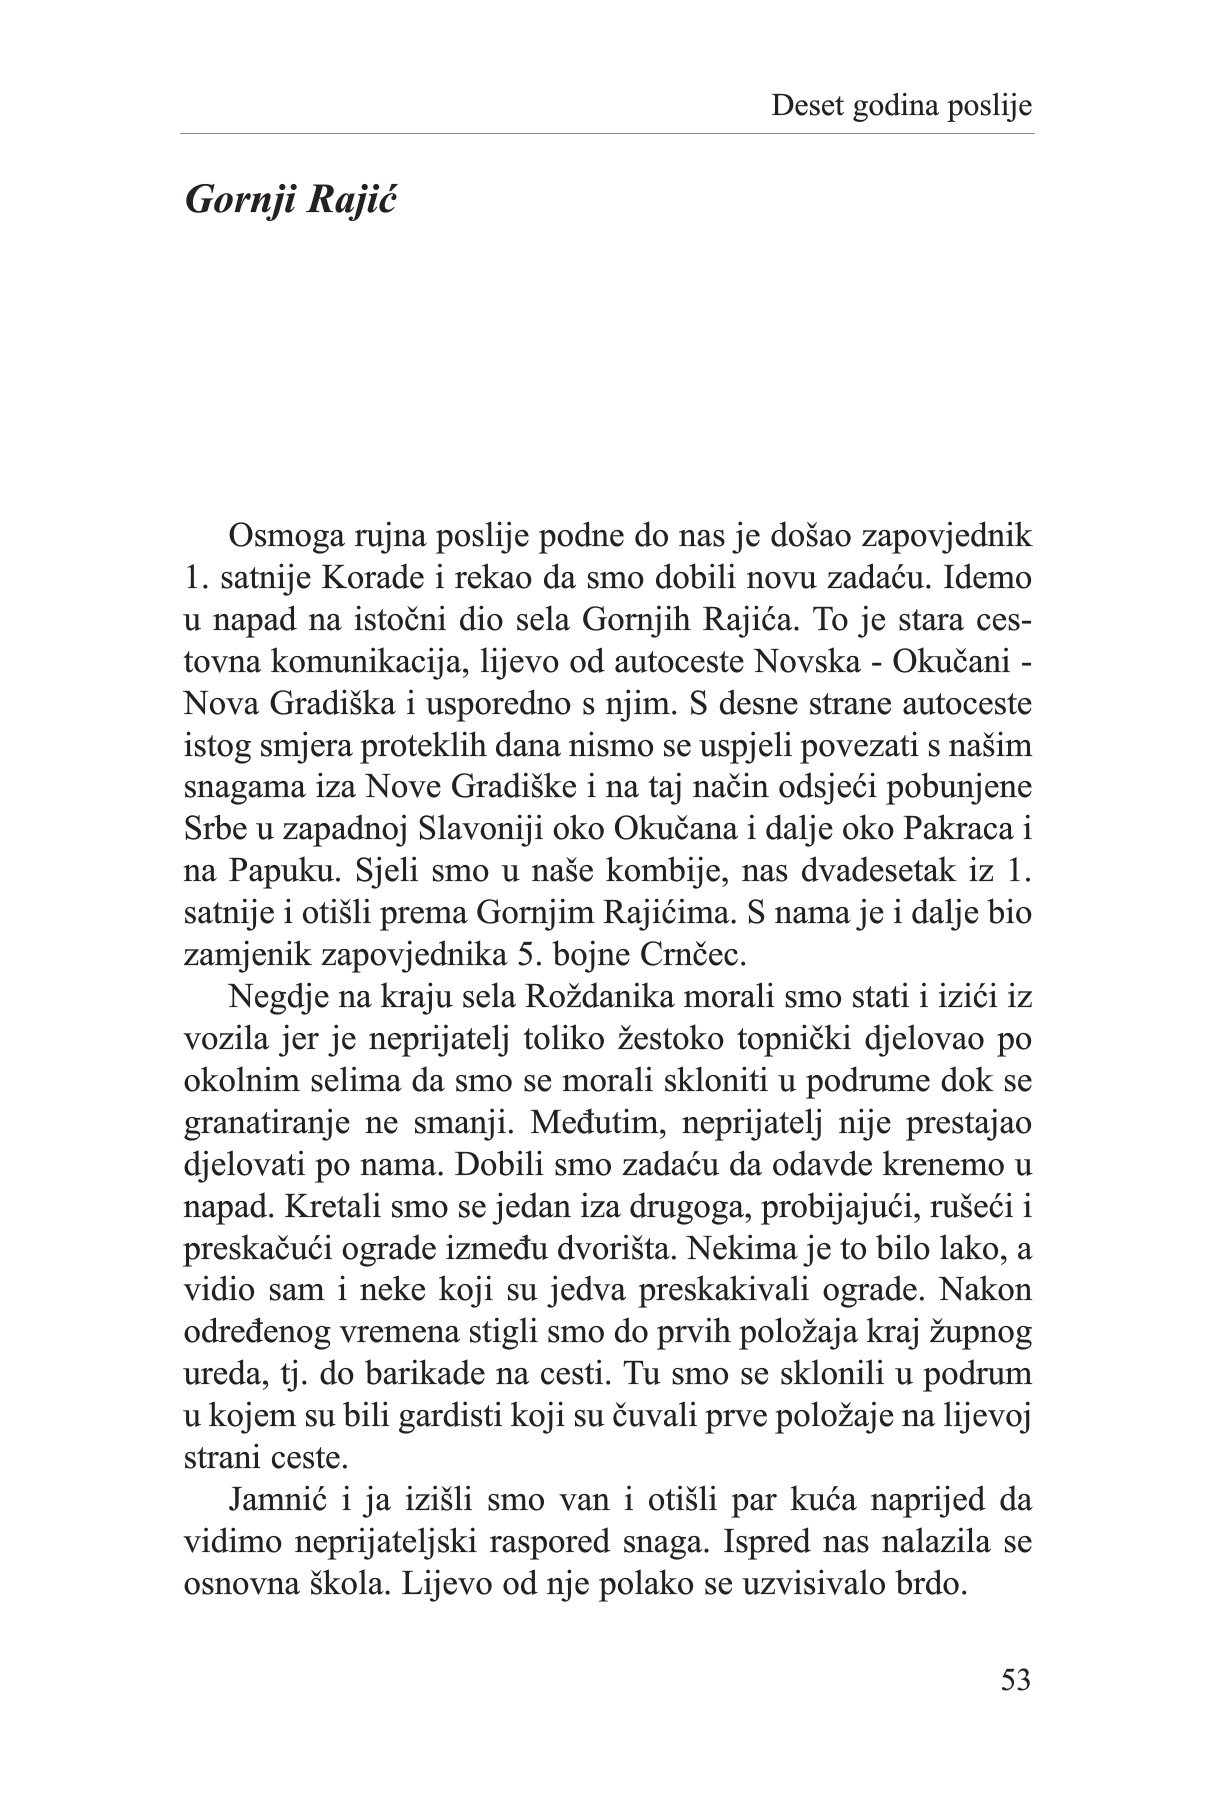 Deset godina poslije
Gornji Rajić
Osmoga rujna poslije podne do nas je došao zapovjednik
1. satnije Korade i rekao da smo dobili novu zadaću. Idemo
u napad na istočni dio sela Gornjih Rajića. To je stara ces-
tovna komunikacija, lijevo od autoceste Novska - Okučani -
Nova Gradiška i usporedno s njim. S desne strane autoceste
istog smjera proteklih dana nismo se uspjeli povezati s našim
snagama iza Nove Gradiške i na taj način odsjeći pobunjene
Srbe u zapadnoj Slavoniji oko Okučana i dalje oko Pakraca i
na Papuku. Sjeli smo u naše kombije, nas dvadesetak iz 1.
satnije i otišli prema Gornjim Rajićima. S nama je i dalje bio
zamjenik zapovjednika 5. bojne Crnčec.
Negdje na kraju sela Roždanika morali smo stati i izići iz
vozila jer je neprijatelj toliko žestoko topnički djelovao po
okolnim selima da smo se morali skloniti u podrume dok se
granatiranje ne smanji. Međutim, neprijatelj nije prestajao
djelovati po nama. Dobili smo zadaću da odavde krenemo u
napad. Kretali smo se jedan iza drugoga, probijajući, rušeći i
preskačući ograde između dvorišta. Nekima je to bilo lako, a
vidio sam i neke koji su jedva preskakivali ograde. Nakon
određenog vremena stigli smo do prvih položaja kraj župnog
ureda, tj. do barikade na cesti. Tu smo se sklonili u podrum
u kojem su bili gardisti koji su čuvali prve položaje na lijevoj
strani ceste.
Jamnić i ja izišli smo van i otišli par kuća naprijed da
vidimo neprijateljski raspored snaga. Ispred nas nalazila se
osnovna škola. Lijevo od nje polako se uzvisivalo brdo.
53